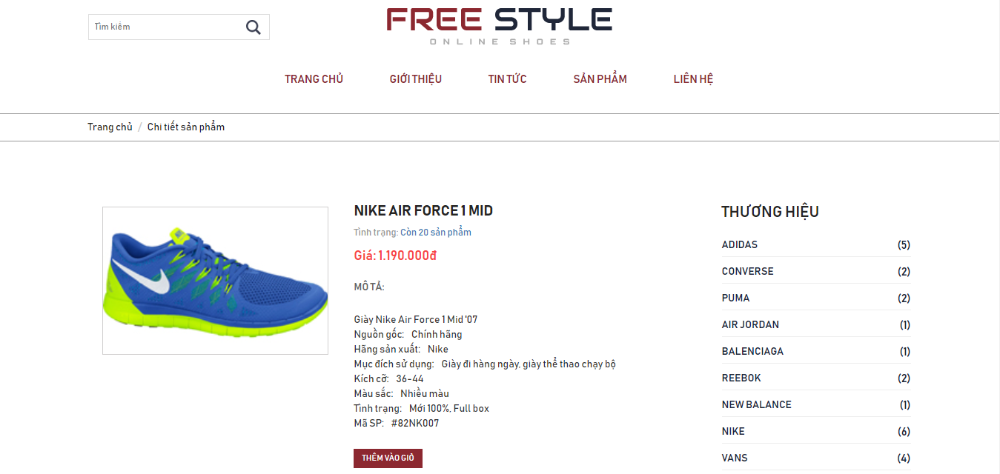 Tìm kiếm
FREE STYLE
ONLINE SHOES
TRANG CHỦ GIỚI THIỆU TIN TỨC SẢN PHẨM LIÊN HỆ
Trang chủ / Chi tiết sản phẩm
NIKE AIR FORCE 1 MID
Tình trạng: Còn 20 sản phẩm
Giá: 1.190.000đ
MÔ TẢ:
Giày Nike Air Force 1 Mid '07
Nguồn gốc: Chính hãng
Hãng sản xuất: Nike
Mục đích sử dụng: Giày đi hàng ngày, giày thể thao chạy bộ
Kích cỡ: 36-44
Màu sắc: Nhiều màu
Tình trạng: Mới 100%, Full box
Mã SP: #82NK007
THÊM VÀO GIỎ
THƯƠNG HIỆU
ADIDAS (5)
CONVERSE (2)
PUMA (2)
AIR JORDAN (1)
BALENCIAGA (1)
REEBOK (2)
NEW BALANCE (1)
NIKE (6)
VANS (4)